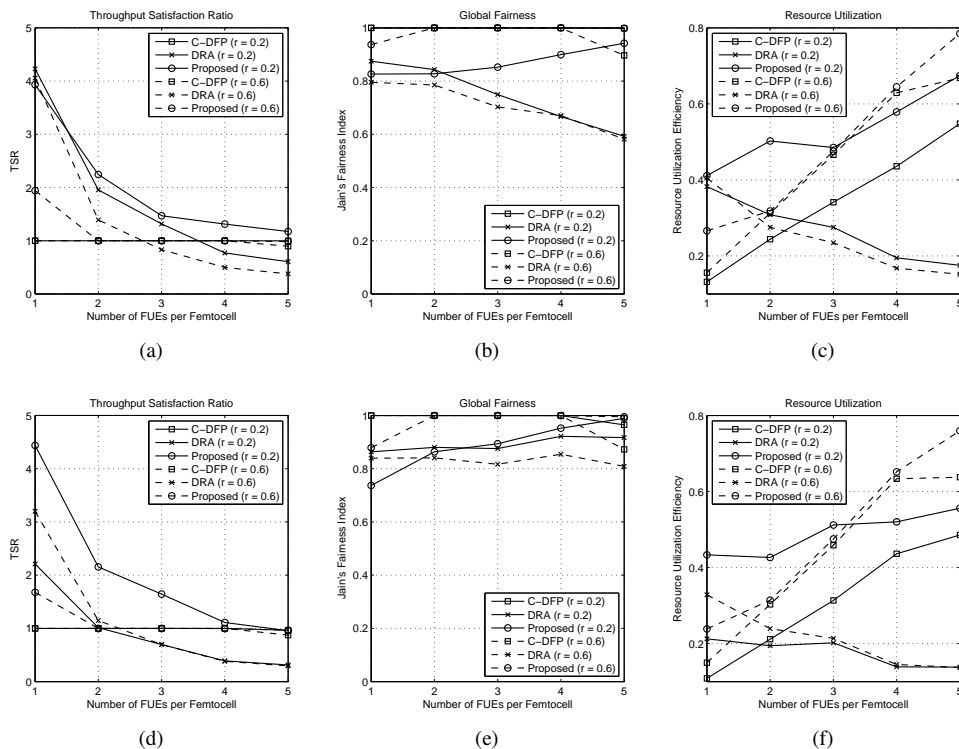 Throughput Satisfaction Ratio
5
4
3
2
1
0
TSR
1 2 3 4 5
Number of FUEs per Femtocell
C−DFP (r = 0.2)
DRA (r = 0.2)
Proposed (r = 0.2)
C−DFP (r = 0.6)
DRA (r = 0.6)
Proposed (r = 0.6)
(a)
Global Fairness
1
0.8
0.6
0.4
0.2
0
Jain's Fairness Index
1 2 3 4 5
Number of FUEs per Femtocell
C−DFP (r = 0.2)
DRA (r = 0.2)
Proposed (r = 0.2)
C−DFP (r = 0.6)
DRA (r = 0.6)
Proposed (r = 0.6)
(b)
Resource Utilization
0.8
0.6
0.4
0.2
Resource Utilization Efficiency
1 2 3 4 5
Number of FUEs per Femtocell
C−DFP (r = 0.2)
DRA (r = 0.2)
Proposed (r = 0.2)
C−DFP (r = 0.6)
DRA (r = 0.6)
Proposed (r = 0.6)
(c)
Throughput Satisfaction Ratio
5
4
3
2
1
0
TSR
1 2 3 4 5
Number of FUEs per Femtocell
C−DFP (r = 0.2)
DRA (r = 0.2)
Proposed (r = 0.2)
C−DFP (r = 0.6)
DRA (r = 0.6)
Proposed (r = 0.6)
(d)
Global Fairness
1
0.8
0.6
0.4
0.2
0
Jain's Fairness Index
1 2 3 4 5
Number of FUEs per Femtocell
C−DFP (r = 0.2)
DRA (r = 0.2)
Proposed (r = 0.2)
C−DFP (r = 0.6)
DRA (r = 0.6)
Proposed (r = 0.6)
(e)
Resource Utilization
0.8
0.6
0.4
0.2
Resource Utilization Efficiency
1 2 3 4 5
Number of FUEs per Femtocell
C−DFP (r = 0.2)
DRA (r = 0.2)
Proposed (r = 0.2)
C−DFP (r = 0.6)
DRA (r = 0.6)
Proposed (r = 0.6)
(f)